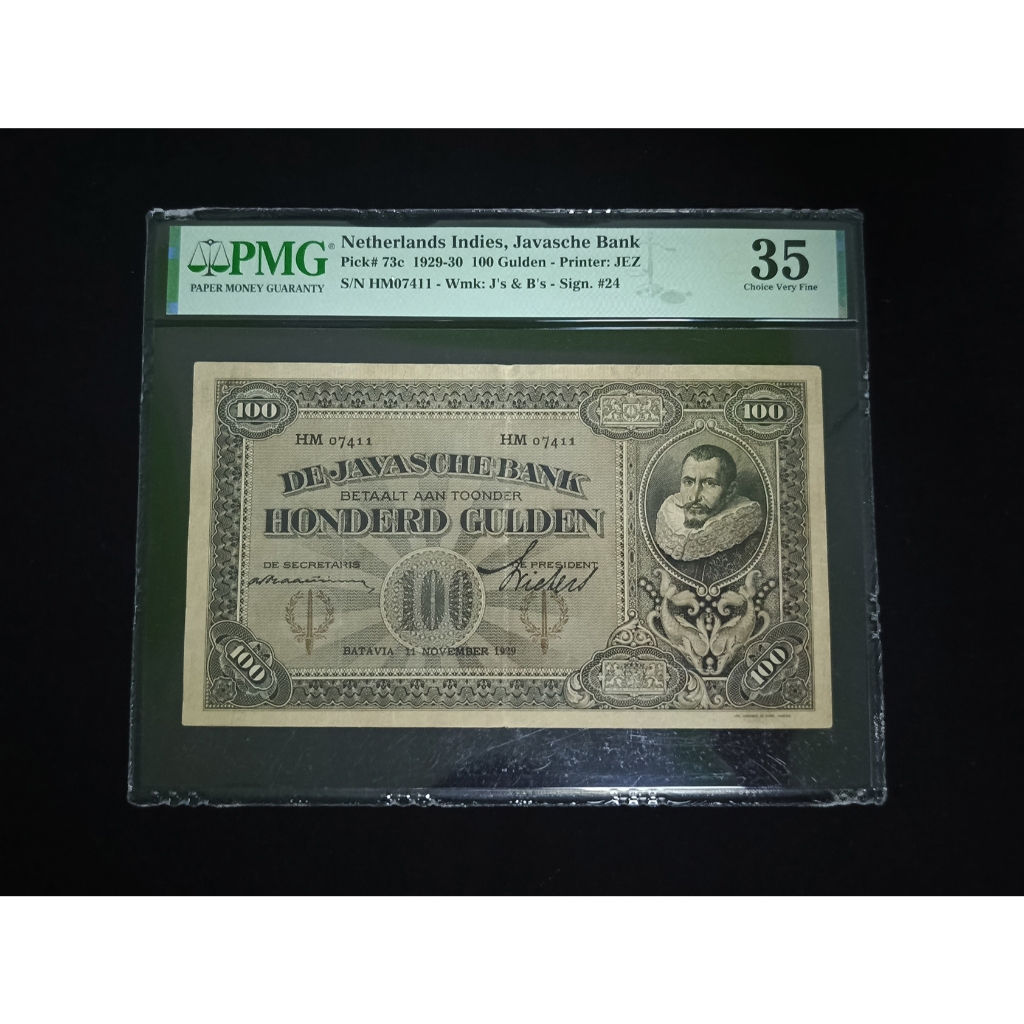 PMG®
PAPER MONEY GUARANTY
Netherlands Indies, Javasche Bank
Pick# 73c 1929-30 100 Gulden - Printer: JEZ
S/N HM07411 - Wmk: J's & B's - Sign. #24
35
Choice Very Fine
100 100
HM 07411 HM 07411
DE JAVASCHE BANK
BETAALT AAN TOONDER
HONDERD GULDEN
DE SECRETARIS DE PRESIDENT
100
BATAVIA 11 NOVEMBER 1929
100 100